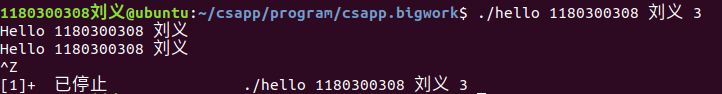 1180300308刘义@ubuntu:~/csapp/program/csapp.bigwork$ ./hello 1180300308 刘义 3
Hello 1180300308 刘义
Hello 1180300308 刘义
^Z
[1]+  已停止               ./hello 1180300308 刘义 3